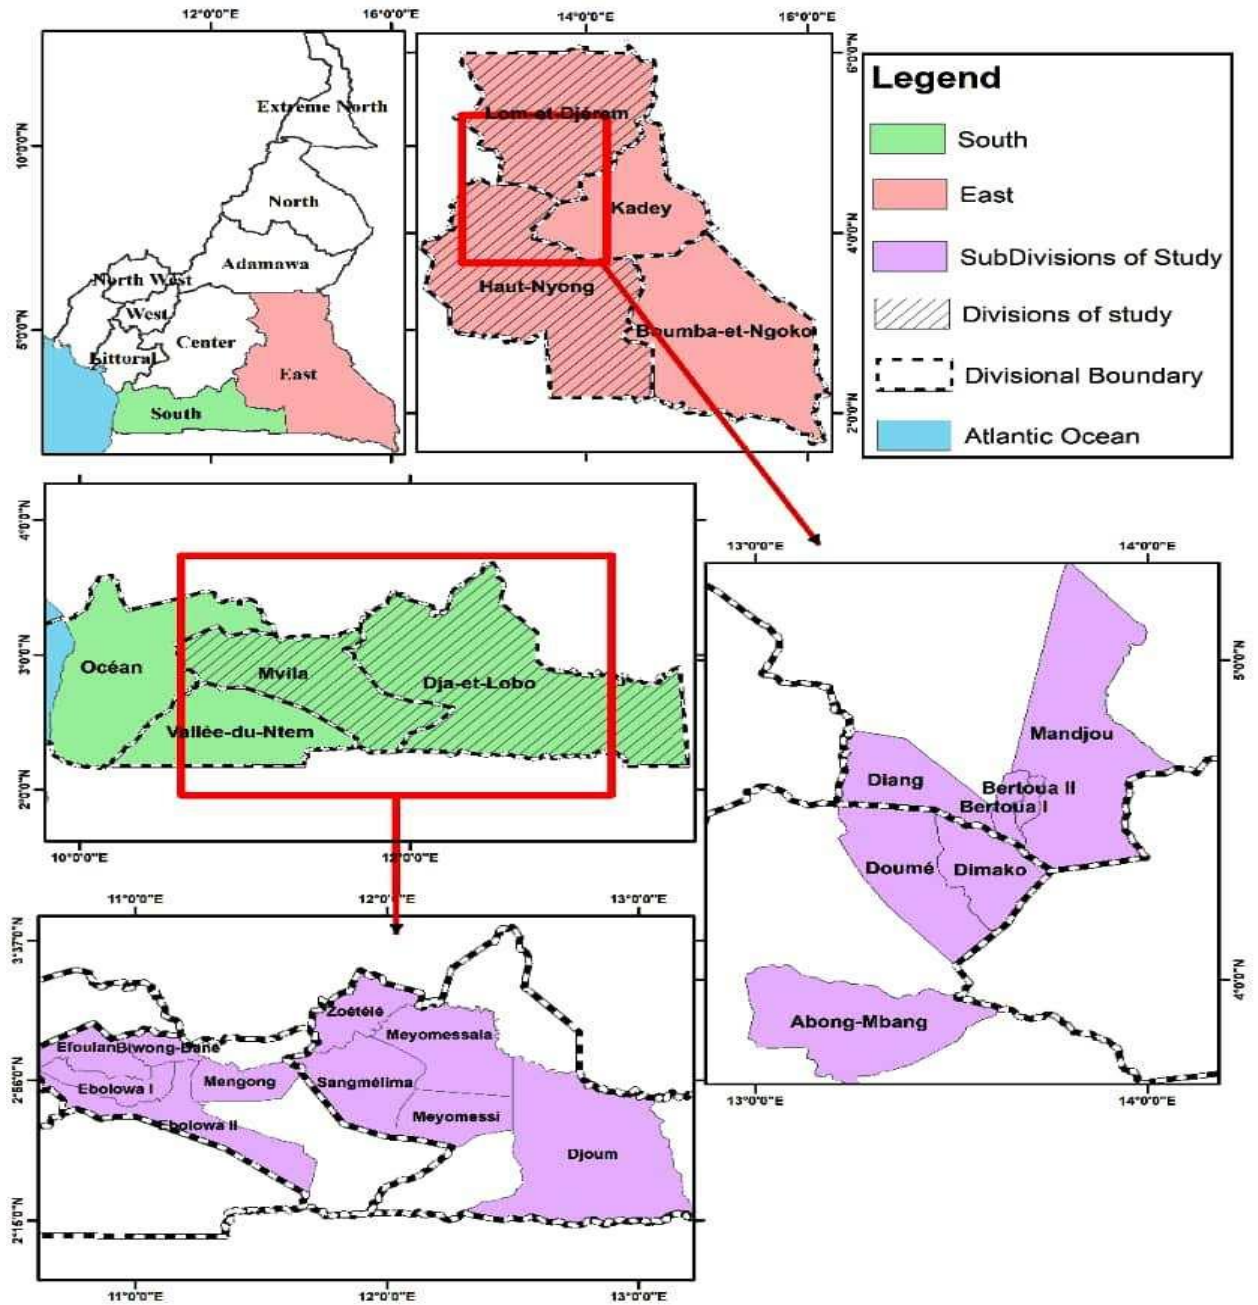 12°0'0"E 16°0'0"E
10°0'0"N
5°0'0"N
Extreme North
North
Adamawa
North West
West
Center
Littoral
East
South
14°0'0"E 16°0'0"E
6°0'0"N
4°0'0"N
2°0'0"N
Lom-et-Djérem
Kadey
Haut-Nyong
Boumba-et-Ngoko
Legend
South
East
SubDivisions of Study
Divisions of study
Divisional Boundary
Atlantic Ocean
4°0'0"N
3°0'0"N
2°0'0"N
Océan
Mvila
Dja-et-Lobo
Vallée-du-Ntem
10°0'0"E 12°0'0"E
13°0'0"E 14°0'0"E
5°0'0"N
4°0'0"N
Mandjou
Diang
Bertoua II
Bertoua I
Doumé
Dimako
Abong-Mbang
13°0'0"E 14°0'0"E
11°0'0"E 12°0'0"E 13°0'0"E
3°37'0"N
2°56'0"N
2°15'0"N
Zoétélé
Meyomessala
Efoulan
Biwong-Bane
Ebolowa I
Mengong
Sangmélima
Meyomessi
Ebolowa II
Djoum
11°0'0"E 12°0'0"E 13°0'0"E